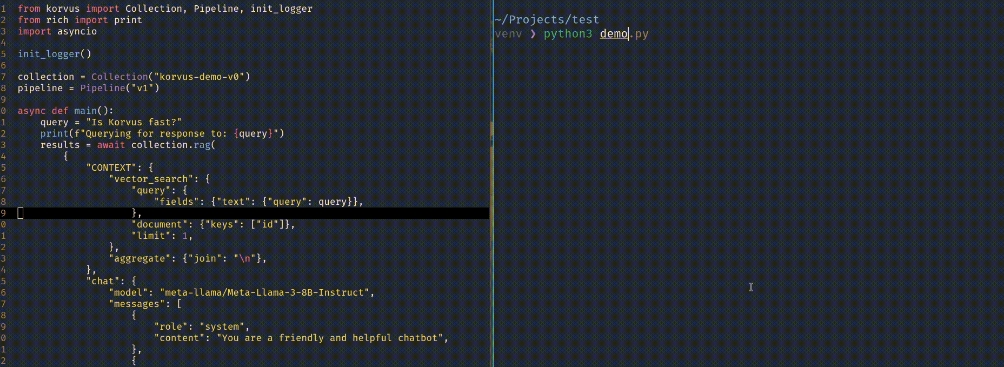 1 from korvus import Collection, Pipeline, init_logger
2 from rich import print
3 import asyncio
4
5 init_logger()
6
7 collection = Collection("korvus-demo-v0")
8 pipeline = Pipeline("v1")
9
0 async def main():
1     query = "Is Korvus fast?"
2     print(f"Querying for response to: {query}")
3     results = await collection.rag(
4         {
5             "CONTEXT": {
6                 "vector_search": {
7                     "query": {
8                         "fields": {"text": {"query": query}},
9                     },
0                     "document": {"keys": ["id"]},
1                     "limit": 1,
2                 },
3                 "aggregate": {"join": "\n"},
4             },
5             "chat": {
6                 "model": "meta-llama/Meta-Llama-3-8B-Instruct",
7                 "messages": [
8                     {
9                         "role": "system",
0                         "content": "You are a friendly and helpful chatbot",
1                     },
2                     {
~/Projects/test
venv ❯ python3 demo.py